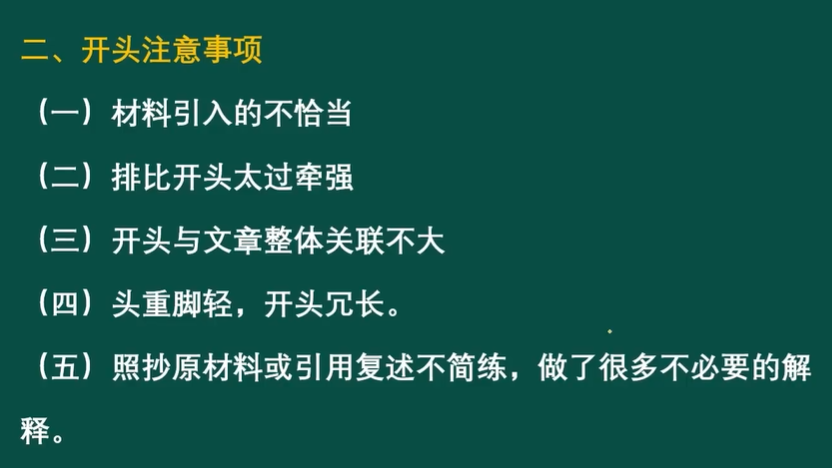 二、开头注意事项
（一）材料引入的不恰当
（二）排比开头太过牵强
（三）开头与文章整体关联不大
（四）头重脚轻，开头冗长。
（五）照抄原材料或引用复述不简练，做了很多不必要的解
释。